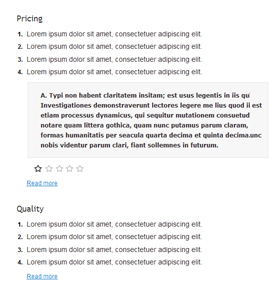 Pricing
1. Lorem ipsum dolor sit amet, consectetuer adipiscing elit.
2. Lorem ipsum dolor sit amet, consectetuer adipiscing elit.
3. Lorem ipsum dolor sit amet, consectetuer adipiscing elit.
4. Lorem ipsum dolor sit amet, consectetuer adipiscing elit.
A. Typi non habent claritatem insitam; est usus legentis in iis qu
Investigationes demonstraverunt lectores legere me lius quod ii est
etiam processus dynamicus, qui sequitur mutationem consuetud
notare quam littera gothica, quam nunc putamus parum claram,
formas humanitatis per seacula quarta decima et quinta decima.unc
nobis videntur parum clari, fiant sollemnes in futurum.
Read more
Quality
1. Lorem ipsum dolor sit amet, consectetuer adipiscing elit.
2. Lorem ipsum dolor sit amet, consectetuer adipiscing elit.
3. Lorem ipsum dolor sit amet, consectetuer adipiscing elit.
4. Lorem ipsum dolor sit amet, consectetuer adipiscing elit.
Read more